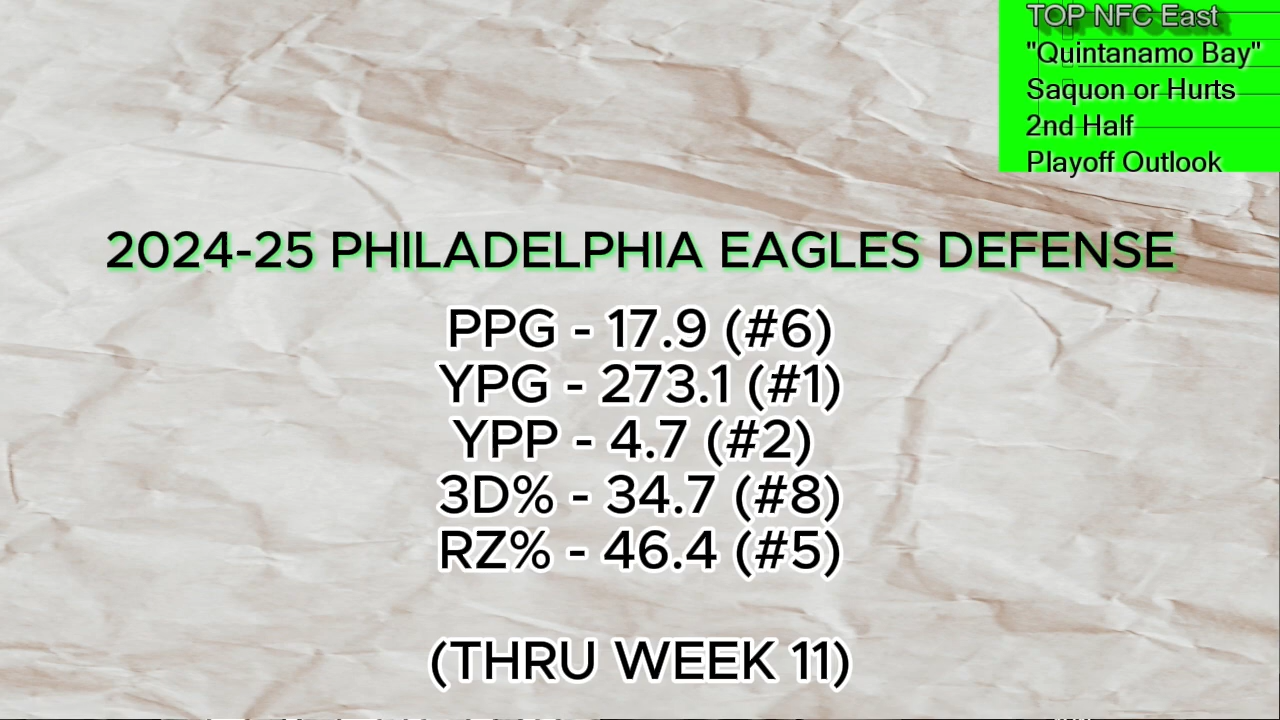 TOP NFC East
"Quintanamo Bay"
Saquon or Hurts
2nd Half
Playoff Outlook
2024-25 PHILADELPHIA EAGLES DEFENSE
PPG - 17.9 (#6)
YPG - 273.1 (#1)
YPP - 4.7 (#2)
3D% - 34.7 (#8)
RZ% - 46.4 (#5)
(THRU WEEK 11)